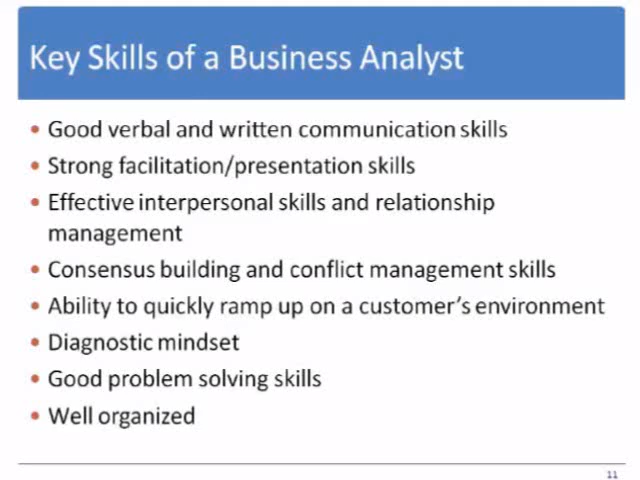 Key Skills of a Business Analyst
• Good verbal and written communication skills
• Strong facilitation/presentation skills
• Effective interpersonal skills and relationship
management
• Consensus building and conflict management skills
• Ability to quickly ramp up on a customer's environment
• Diagnostic mindset
• Good problem solving skills
• Well organized
11